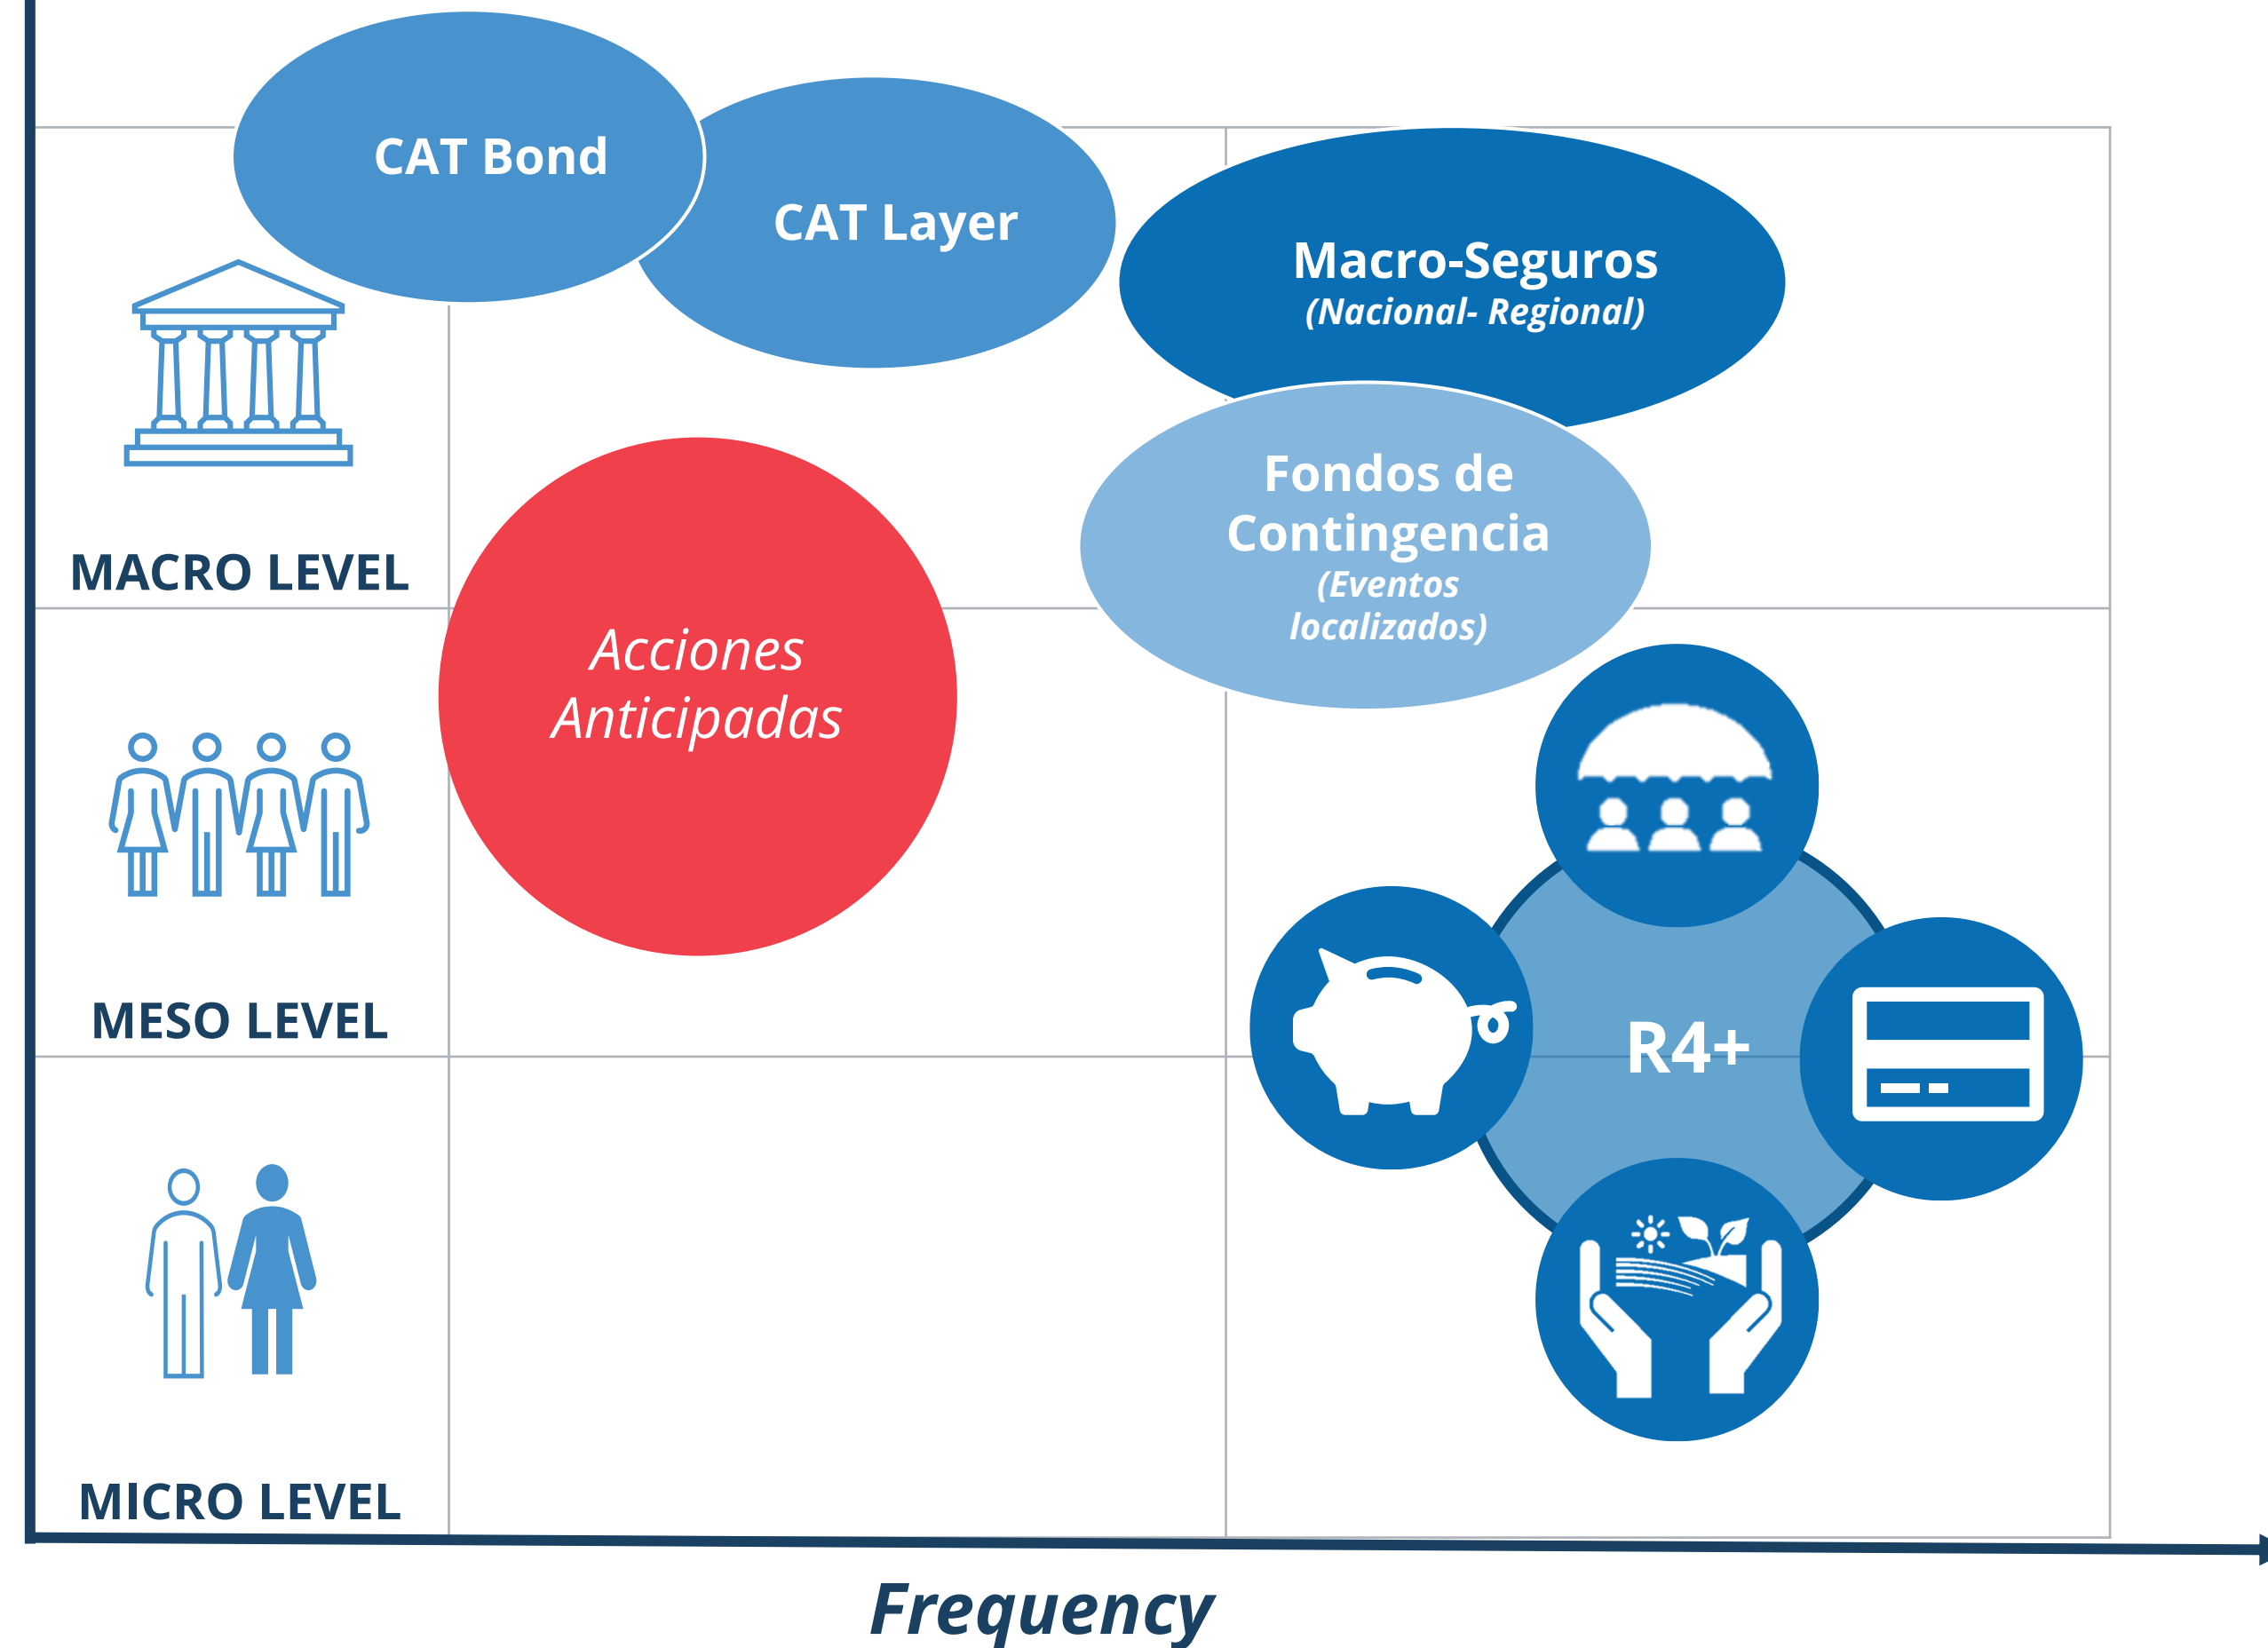 CAT Bond
CAT Layer
Macro-Seguros
(Nacional- Regional)
Fondos de
Contingencia
(Eventos
localizados)
MACRO LEVEL
Acciones
Anticipadas
MESO LEVEL
R4+
MICRO LEVEL
Frequency